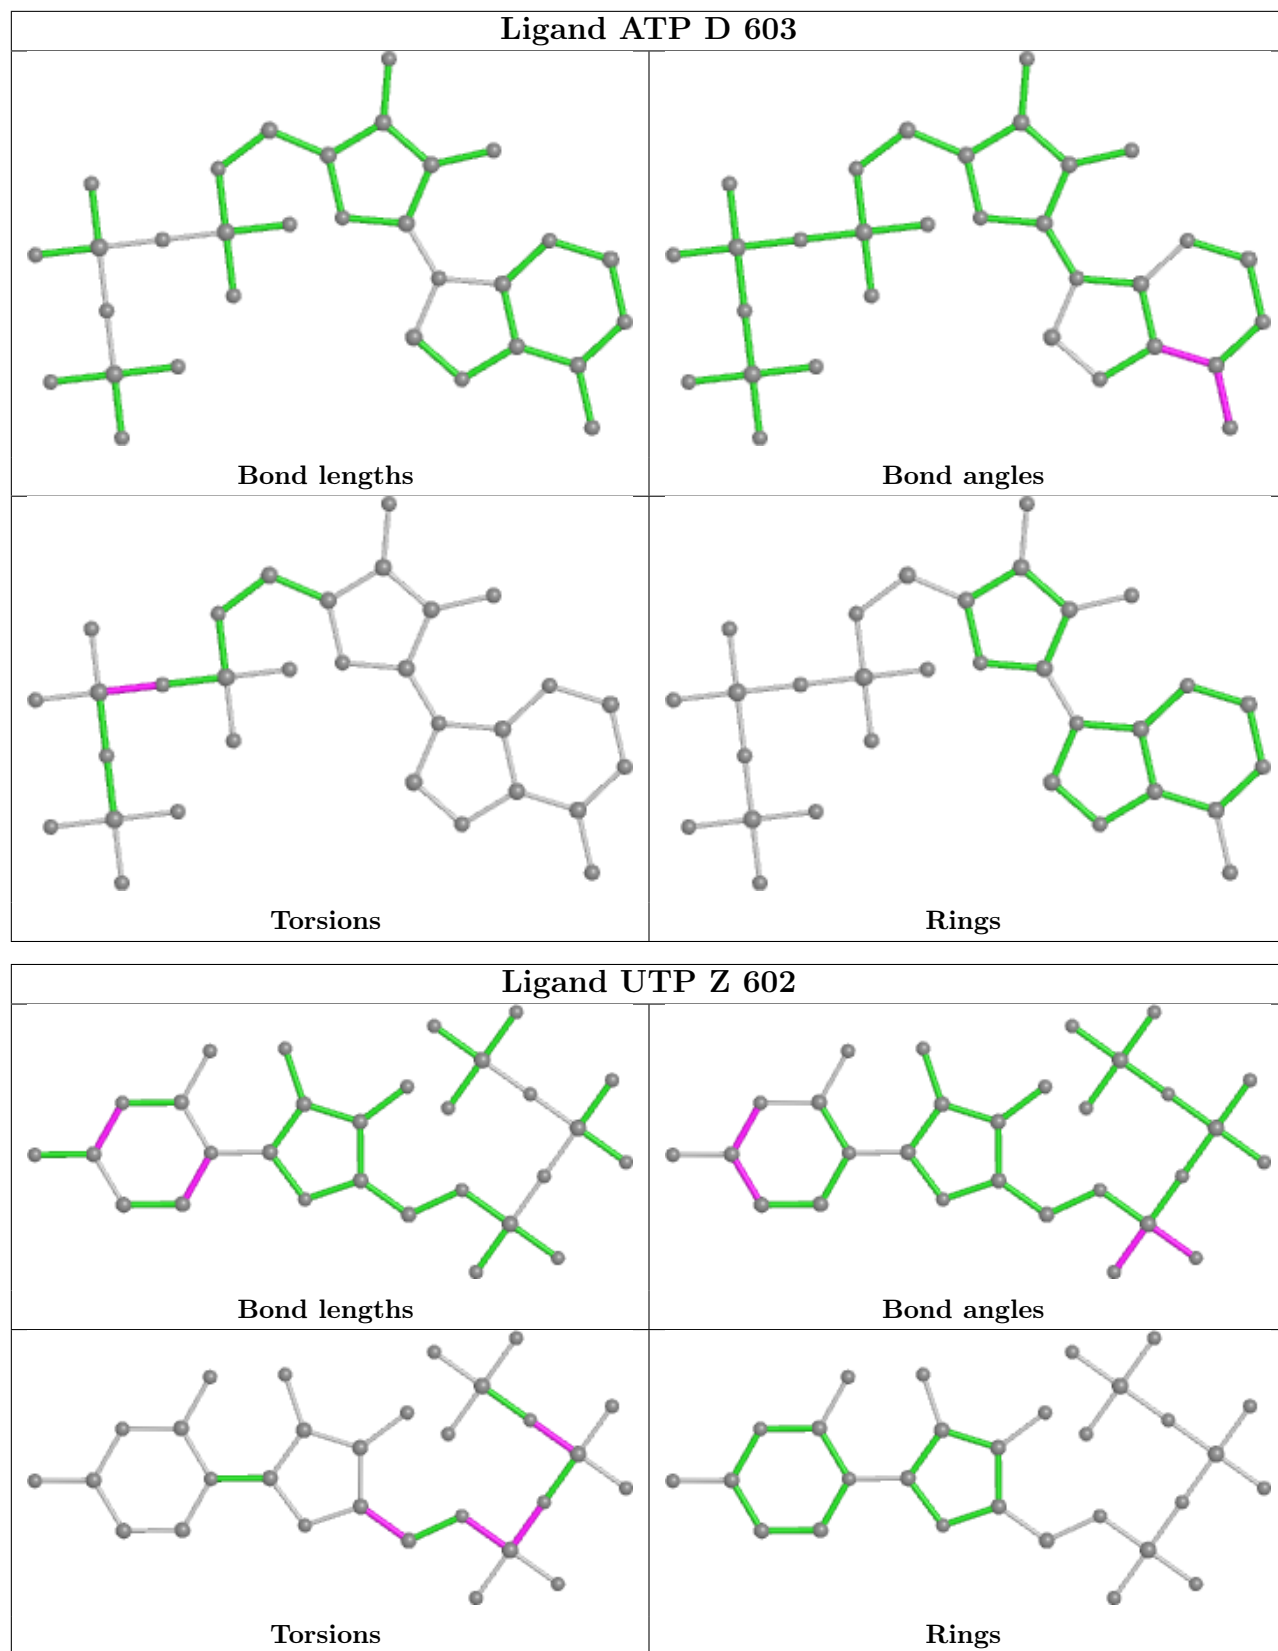 Ligand ATP D 603
Bond lengths
Bond angles
Torsions
Rings
Ligand UTP Z 602
Bond lengths
Bond angles
Torsions
Rings